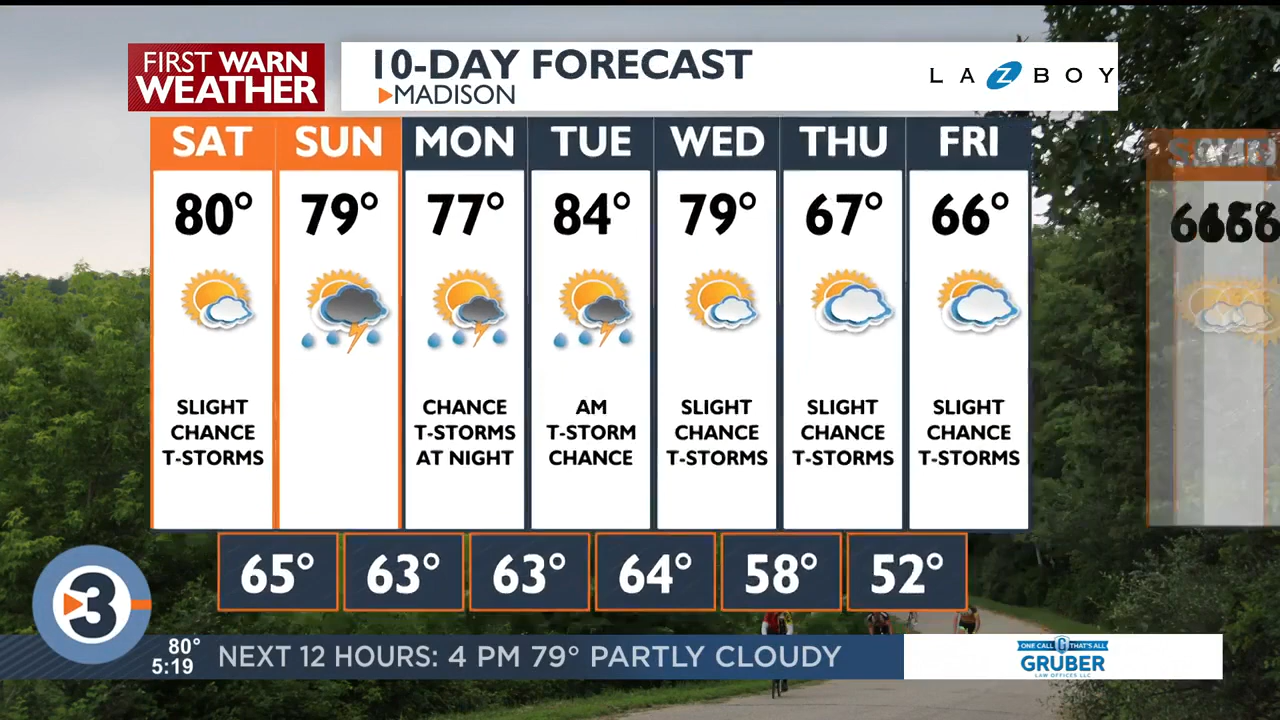 FIRST WARN
WEATHER
10-DAY FORECAST
MADISON
LA Z BOY
SAT SUN MON TUE WED THU FRI
80° 79° 77° 84° 79° 67° 66°
SLIGHT CHANCE T-STORMS
CHANCE T-STORMS AT NIGHT
AM T-STORM CHANCE
SLIGHT CHANCE T-STORMS
SLIGHT CHANCE T-STORMS
SLIGHT CHANCE T-STORMS
65° 63° 63° 64° 58° 52°
3
80°
5:19
NEXT 12 HOURS: 4 PM 79° PARTLY CLOUDY
ONE CALL G THAT'S ALL
GRUBER
LAW OFFICES LLC